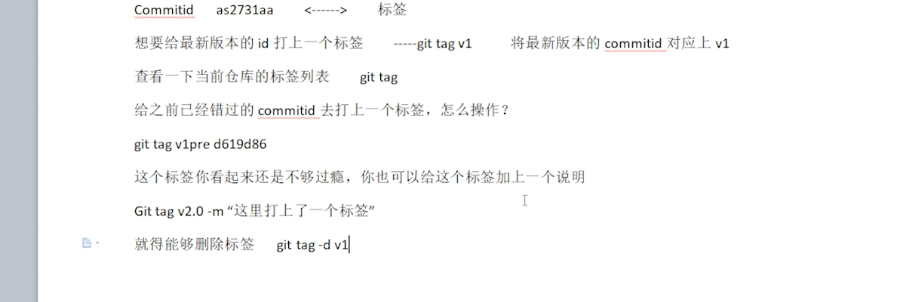 Commitid as2731aa <------> 标签
想要给最新版本的 id 打上一个标签 -----git tag v1 将最新版本的 commitid 对应上 v1
查看一下当前仓库的标签列表 git tag
给之前已经错过的 commitid 去打上一个标签，怎么操作？
git tag v1pre d619d86
这个标签你看起来还是不够过瘾，你也可以给这个标签加上一个说明
Git tag v2.0 -m “这里打上了一个标签”
就得能够删除标签 git tag -d v1